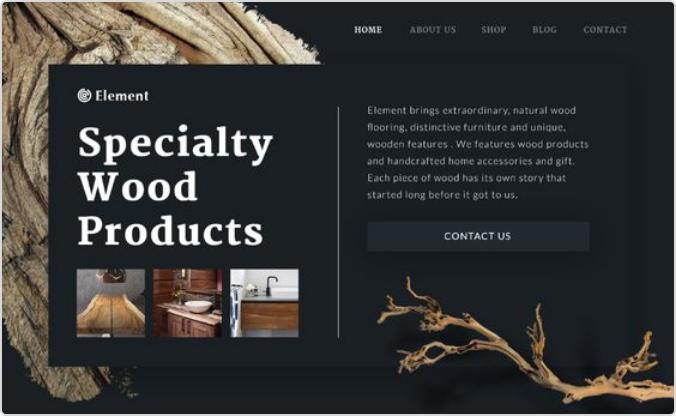 HOME ABOUT US SHOP BLOG CONTACT
Element
Specialty
Wood
Products
Element brings extraordinary, natural wood
flooring, distinctive furniture and unique,
wooden features . We features wood products
and handcrafted home accessories and gift.
Each piece of wood has its own story that
started long before it got to us.
CONTACT US